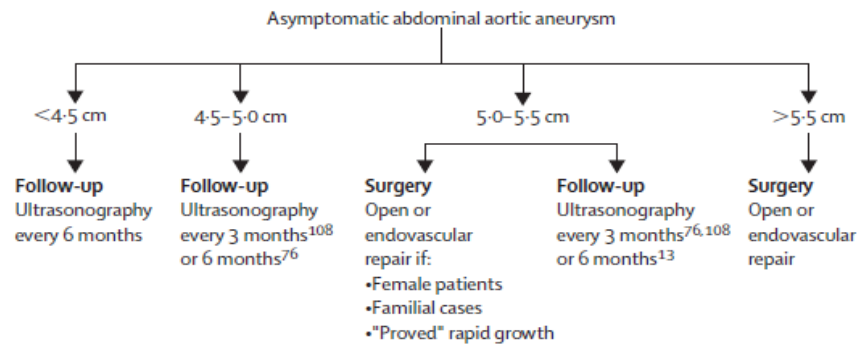 Asymptomatic abdominal aortic aneurysm
<4·5 cm
4·5–5·0 cm
5·0–5·5 cm
>5·5 cm
Follow-up
Ultrasonography
every 6 months
Follow-up
Ultrasonography
every 3 months108
or 6 months76
Surgery
Open or
endovascular
repair if:
•Female patients
•Familial cases
•"Proved" rapid growth
Follow-up
Ultrasonography
every 3 months76,108
or 6 months13
Surgery
Open or
endovascular
repair